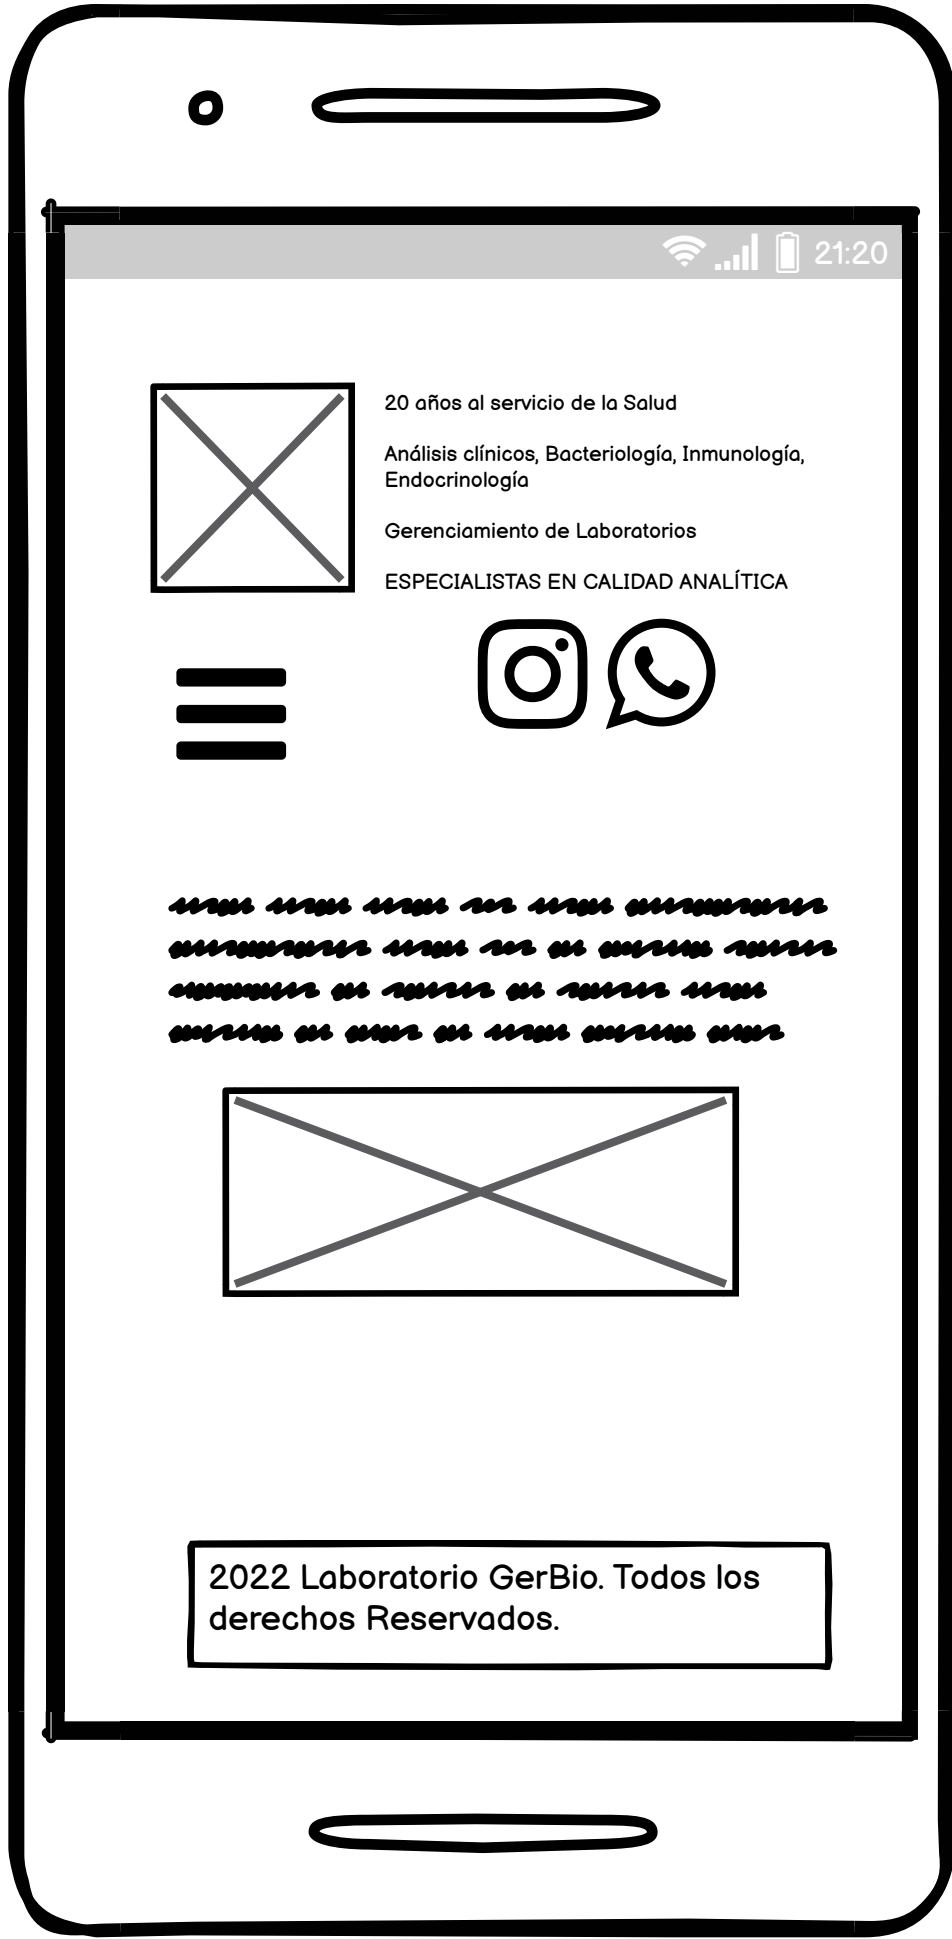 21:20
20 años al servicio de la Salud
Análisis clínicos, Bacteriología, Inmunología,
Endocrinología
Gerenciamiento de Laboratorios
ESPECIALISTAS EN CALIDAD ANALÍTICA
2022 Laboratorio GerBio. Todos los
derechos Reservados.